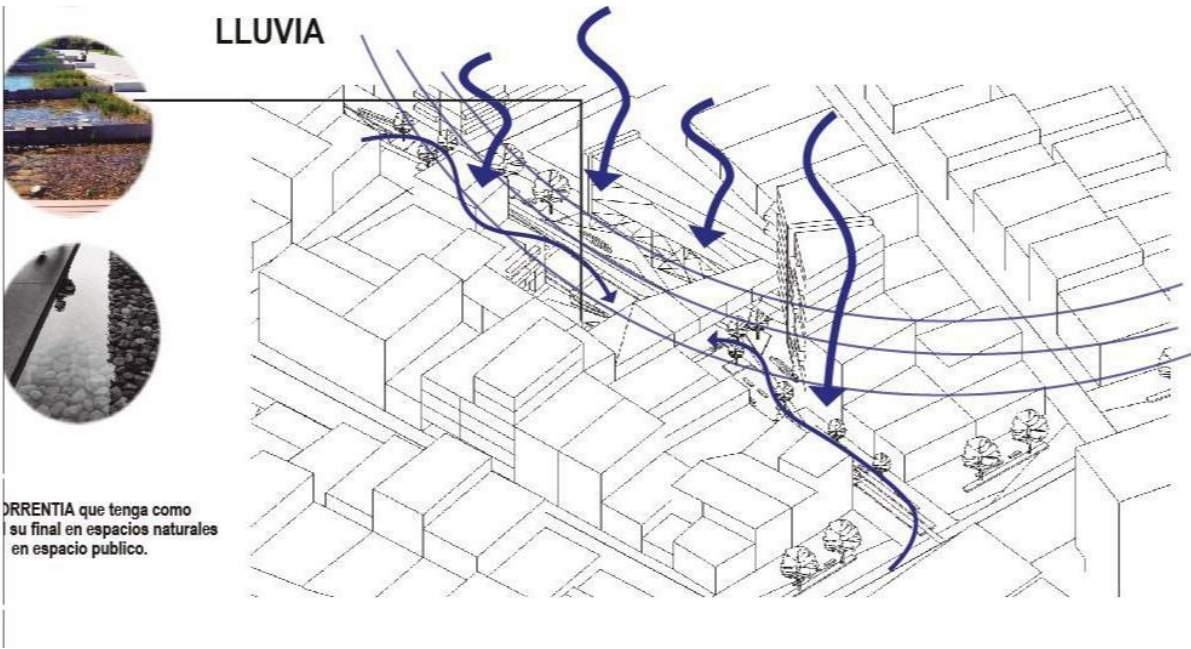 LLUVIA
ORRENTIA que tenga como
su final en espacios naturales
en espacio publico.